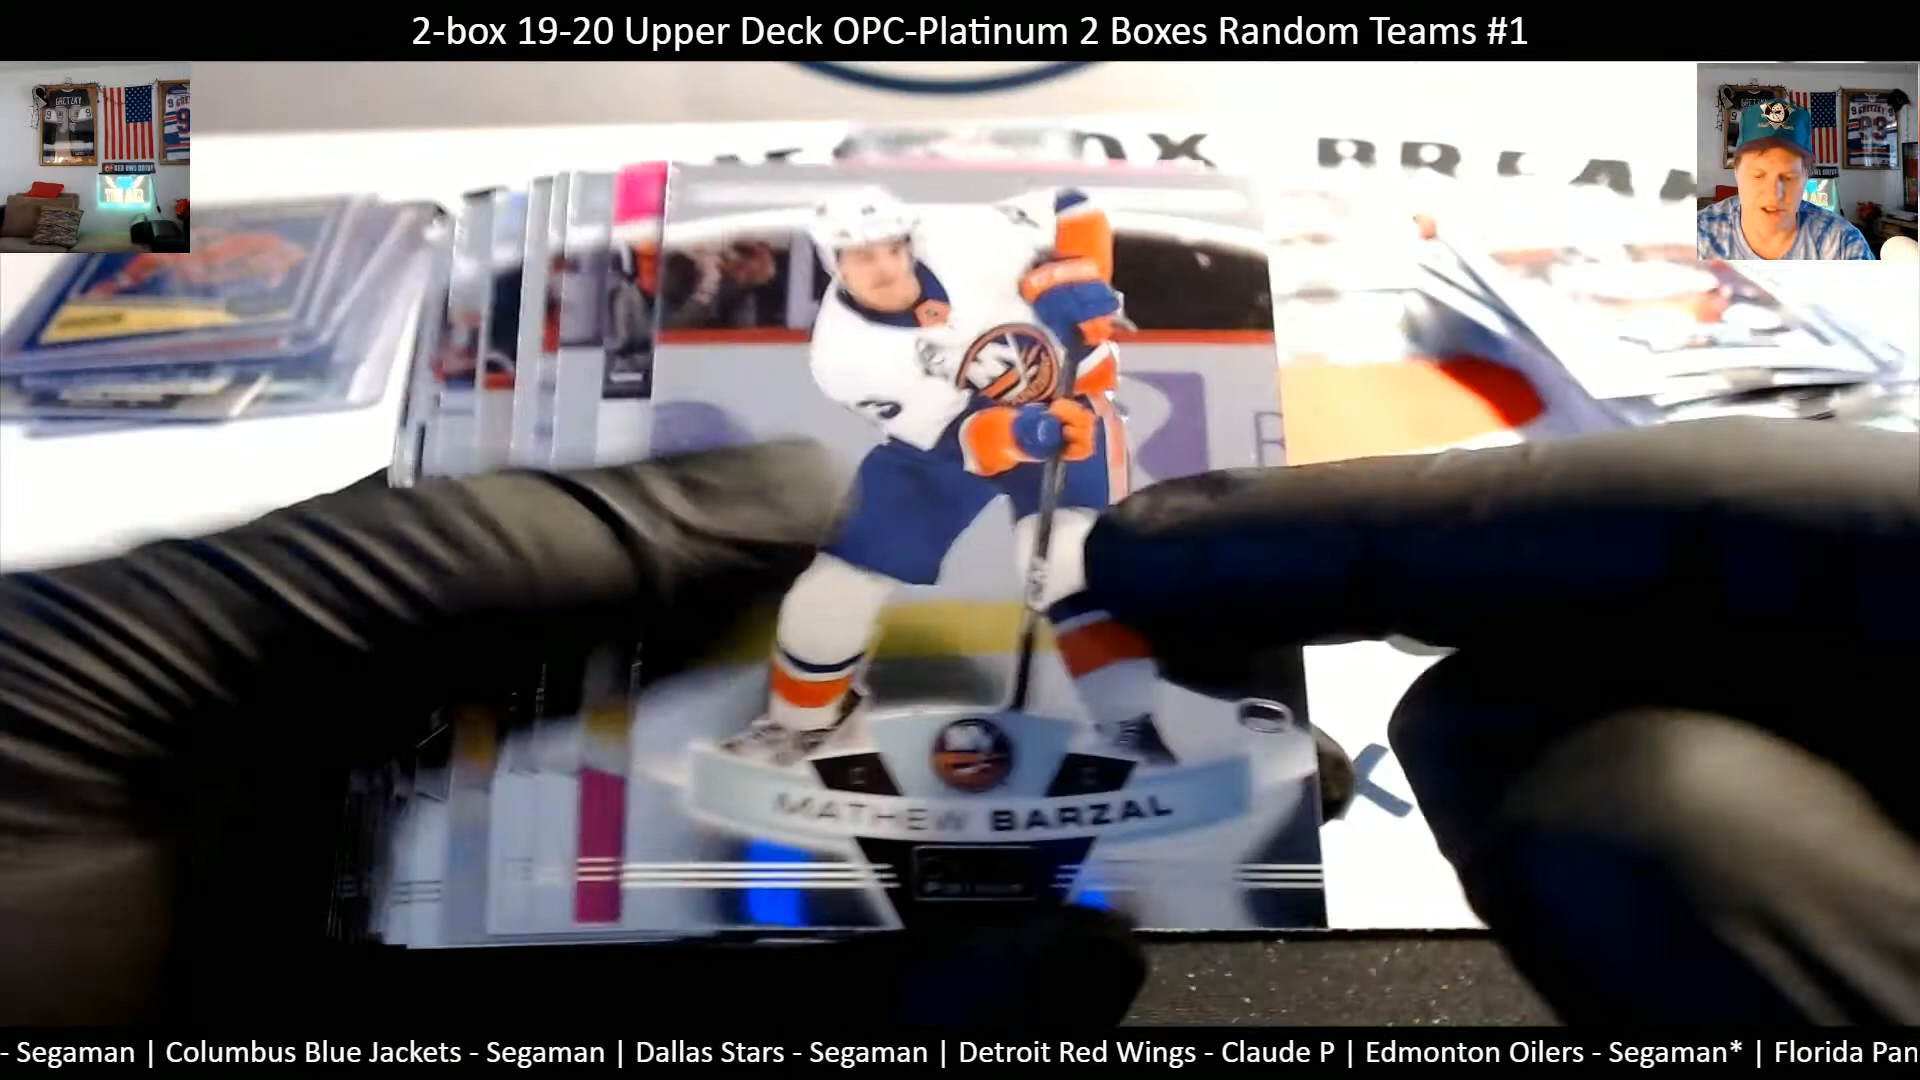 2-box 19-20 Upper Deck OPC-Platinum 2 Boxes Random Teams #1
GRETZKY
MATHEW BARZAL
- Segaman | Columbus Blue Jackets - Segaman | Dallas Stars - Segaman | Detroit Red Wings - Claude P | Edmonton Oilers - Segaman* | Florida Pan